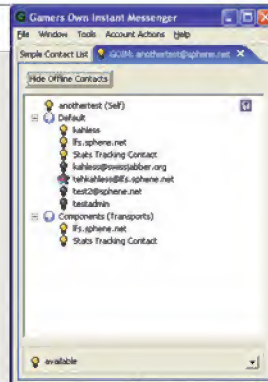 Gamers Own Instant Messenger
File Window Tools Account Actions Help
Simple Contact List GOIM: anothertest@sphene.net
Hide Offline Contacts
anothertest (Self)
Default
kahless
lfs.sphene.net
Stats Tracking Contact
kahless@swissjabber.org
tehkahless@lfs.sphene.net
test2@sphene.net
testadmin
Components (Transports)
lfs.sphene.net
Stats Tracking Contact
available